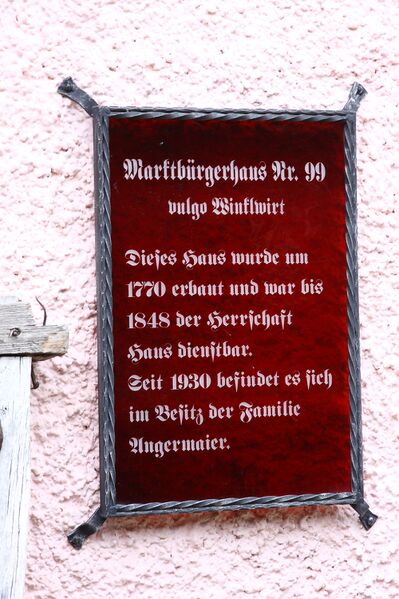 Marktbürgerhaus Nr. 99
vulgo Winklwirt
Dieses Haus wurde um
1770 erbaut und war bis
1848 der Herrschaft
Haus dienstbar.
Seit 1930 befindet es sich
im Besitz der Familie
Angermaier.